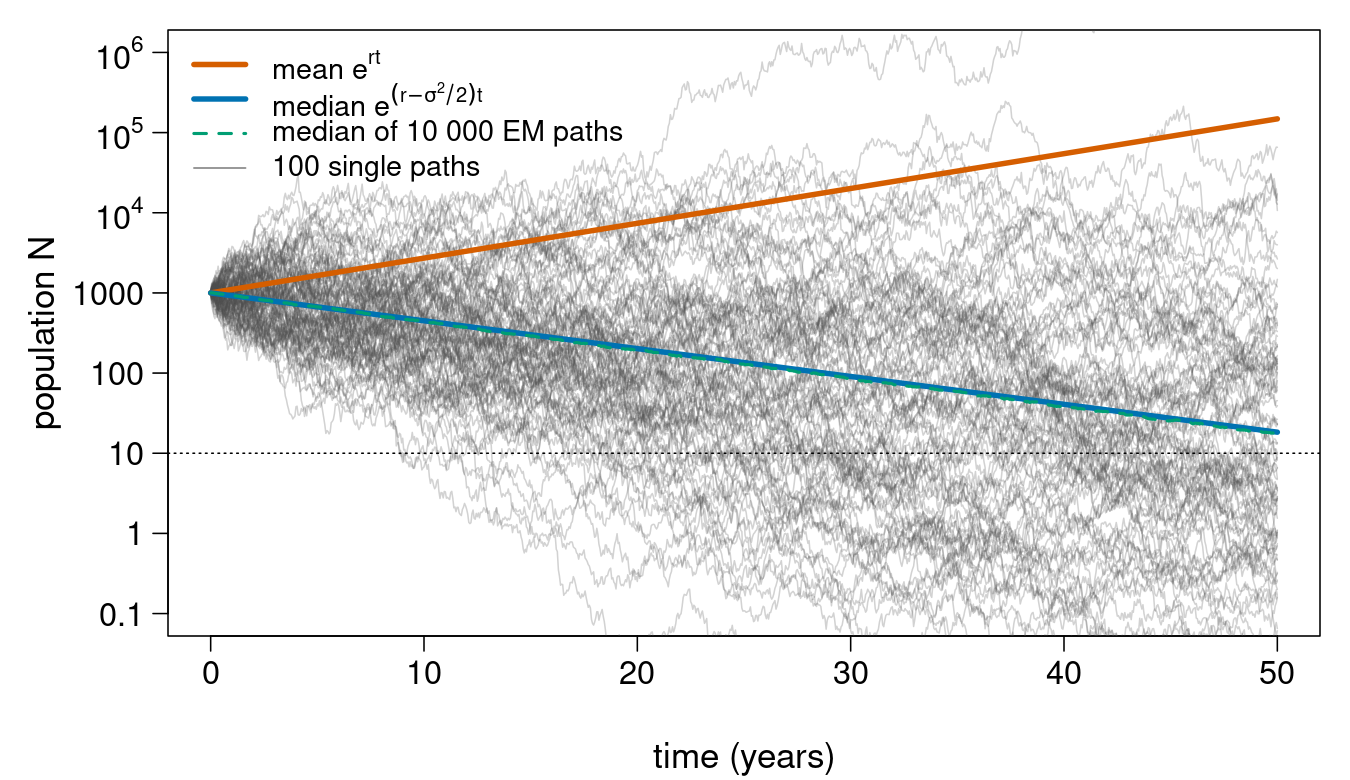 mean e^rt
median e^(r−σ²/2)t
median of 10 000 EM paths
100 single paths
10^6
10^5
10^4
1000
100
10
1
0.1
population N
0 10 20 30 40 50
time (years)